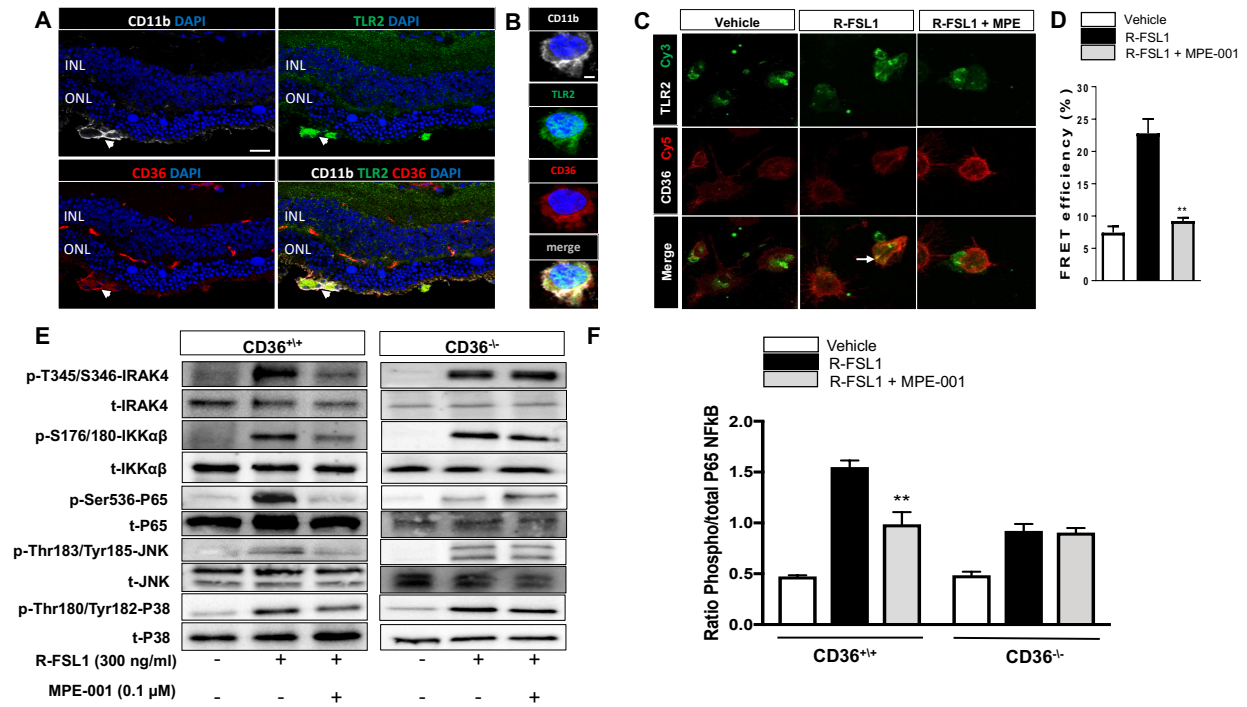 A
CD11b DAPI
TLR2 DAPI
INL
ONL
INL
ONL
CD36 DAPI
CD11b TLR2 CD36 DAPI
INL
ONL
INL
ONL
B
CD11b
TLR2
CD36
merge
C
Vehicle
R-FSL1
R-FSL1 + MPE
TLR2 Cy3
CD36 Cy5
Merge
D
Vehicle
R-FSL1
R-FSL1 + MPE-001
FRET efficiency (%)
30
25
20
15
10
5
0
**
E
CD36+\+
CD36-\-
p-T345/S346-IRAK4
t-IRAK4
p-S176/180-IKKαβ
t-IKKαβ
p-Ser536-P65
t-P65
p-Thr183/Tyr185-JNK
t-JNK
p-Thr180/Tyr182-P38
t-P38
R-FSL1 (300 ng/ml) - + + - + +
MPE-001 (0.1 μM) - - + - - +
F
Vehicle
R-FSL1
R-FSL1 + MPE-001
Ratio Phospho/total P65 NFkB
2.0
1.5
1.0
0.5
0.0
**
CD36+\+
CD36-\-